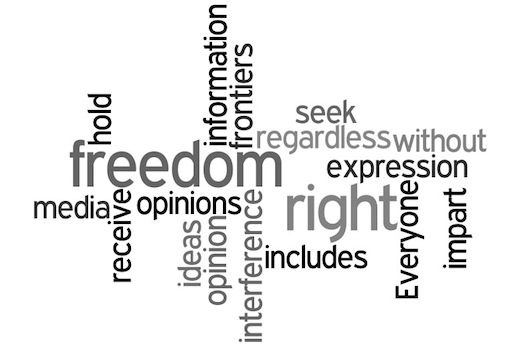 information
frontiers
hold
seek
regardless
without
freedom
expression
media
receive
opinions
right
Everyone
impart
ideas
opinion
interference
includes